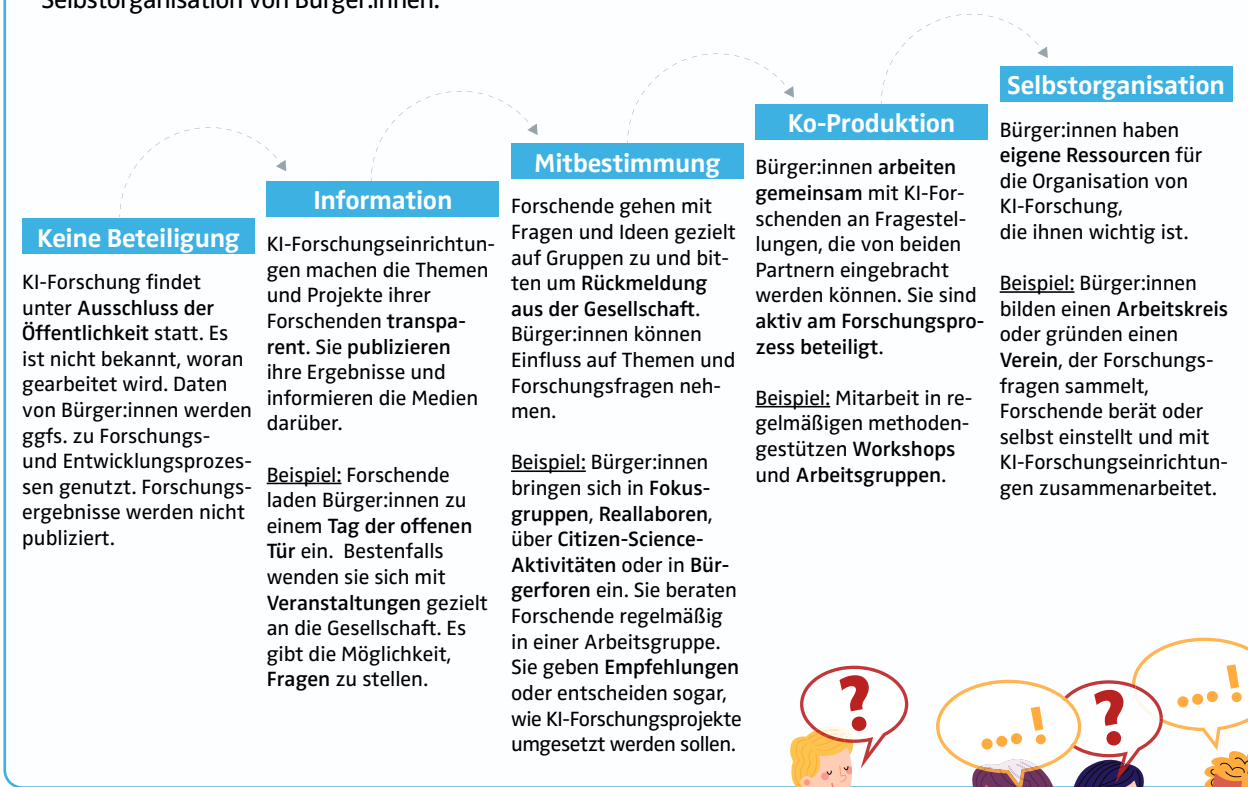 Selbstorganisation von Bürger:innen.
Keine Beteiligung
KI-Forschung findet
unter Ausschluss der
Öffentlichkeit statt. Es
ist nicht bekannt, woran
gearbeitet wird. Daten
von Bürger:innen werden
ggfs. zu Forschungs-
und Entwicklungsprozes-
sen genutzt. Forschungs-
ergebnisse werden nicht
publiziert.
Information
KI-Forschungseinrichtun-
gen machen die Themen
und Projekte ihrer
Forschenden transpa-
rent. Sie publizieren
ihre Ergebnisse und
informieren die Medien
darüber.
Beispiel: Forschende
laden Bürger:innen zu
einem Tag der offenen
Tür ein. Bestenfalls
wenden sie sich mit
Veranstaltungen gezielt
an die Gesellschaft. Es
gibt die Möglichkeit,
Fragen zu stellen.
Mitbestimmung
Forschende gehen mit
Fragen und Ideen gezielt
auf Gruppen zu und bit-
ten um Rückmeldung
aus der Gesellschaft.
Bürger:innen können
Einfluss auf Themen und
Forschungsfragen neh-
men.
Beispiel: Bürger:innen
bringen sich in Fokus-
gruppen, Reallaboren,
über Citizen-Science-
Aktivitäten oder in Bür-
gerforen ein. Sie beraten
Forschende regelmäßig
in einer Arbeitsgruppe.
Sie geben Empfehlungen
oder entscheiden sogar,
wie KI-Forschungsprojekte
umgesetzt werden sollen.
Ko-Produktion
Bürger:innen arbeiten
gemeinsam mit KI-For-
schenden an Fragestel-
lungen, die von beiden
Partnern eingebracht
werden können. Sie sind
aktiv am Forschungspro-
zess beteiligt.
Beispiel: Mitarbeit in re-
gelmäßigen methoden-
gestützen Workshops
und Arbeitsgruppen.
Selbstorganisation
Bürger:innen haben
eigene Ressourcen für
die Organisation von
KI-Forschung,
die ihnen wichtig ist.
Beispiel: Bürger:innen
bilden einen Arbeitskreis
oder gründen einen
Verein, der Forschungs-
fragen sammelt,
Forschende berät oder
selbst einstellt und mit
KI-Forschungseinrichtun-
gen zusammenarbeitet.
?
...!
?
...!